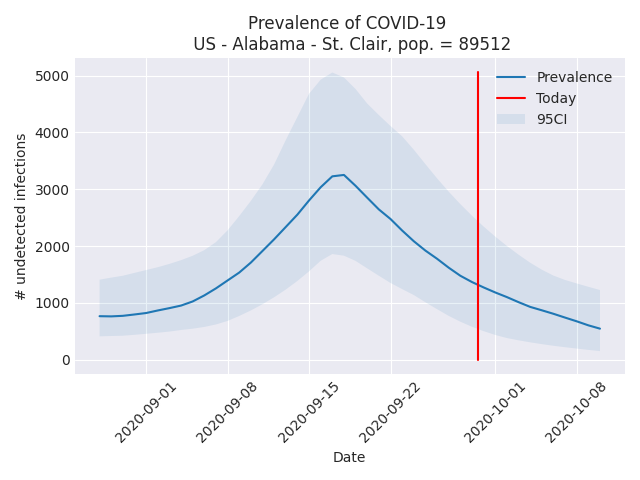 Prevalence of COVID-19
US - Alabama - St. Clair, pop. = 89512
# undetected infections
5000
4000
3000
2000
1000
0
Prevalence
Today
95CI
2020-09-01
2020-09-08
2020-09-15
2020-09-22
2020-10-01
2020-10-08
Date